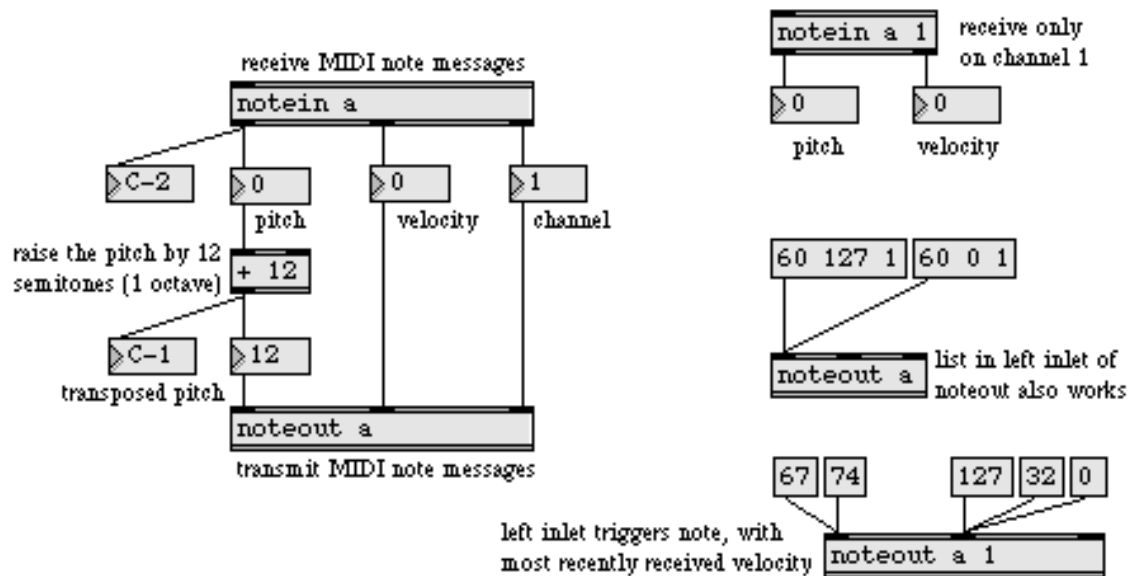 receive MIDI note messages
notein a
C-2
0
0
1
pitch
velocity
channel
raise the pitch by 12
semitones (1 octave)
+ 12
C-1
12
transposed pitch
noteout a
transmit MIDI note messages
notein a 1
receive only
on channel 1
0
0
pitch
velocity
60 127 1
60 0 1
noteout a
list in left inlet of
noteout also works
67
74
127
32
0
left inlet triggers note, with
most recently received velocity
noteout a 1